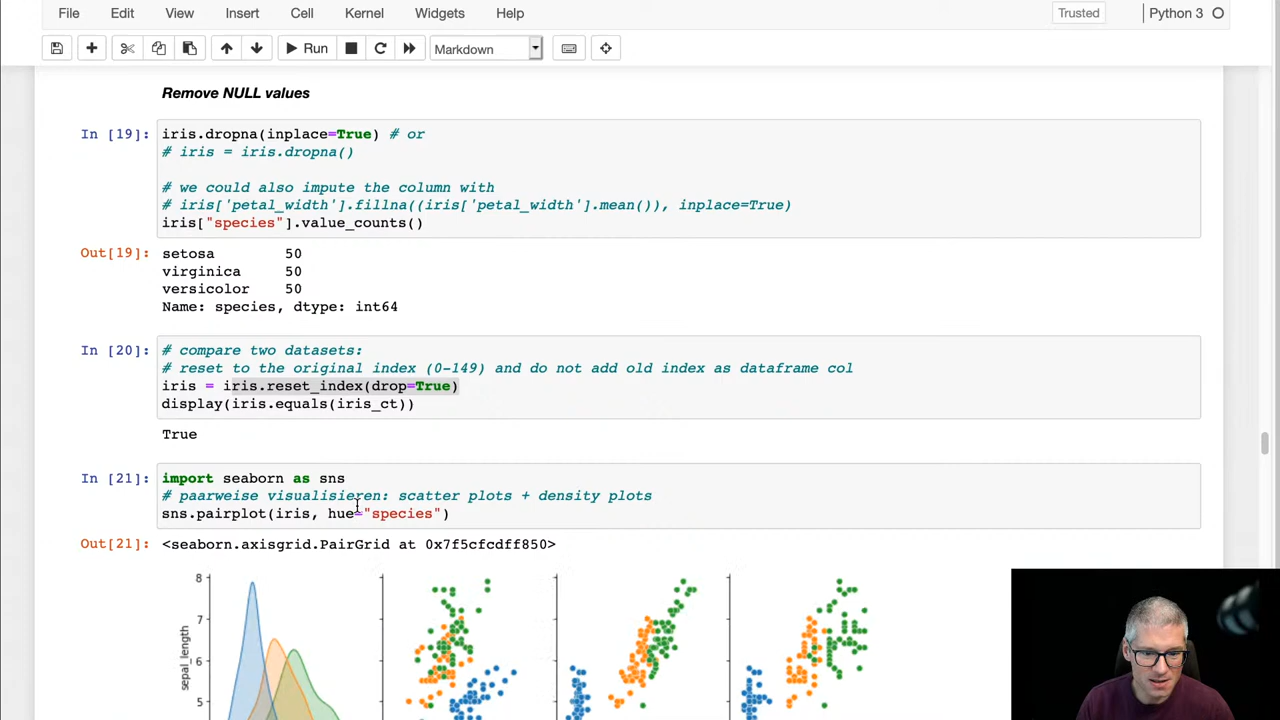 File Edit View Insert Cell Kernel Widgets Help Trusted Python 3
Run Markdown
Remove NULL values
In [19]: iris.dropna(inplace=True) # or
# iris = iris.dropna()
# we could also impute the column with
# iris['petal_width'].fillna((iris['petal_width'].mean()), inplace=True)
iris["species"].value_counts()
Out[19]: setosa 50
virginica 50
versicolor 50
Name: species, dtype: int64
In [20]: # compare two datasets:
# reset to the original index (0-149) and do not add old index as dataframe col
iris = iris.reset_index(drop=True)
display(iris.equals(iris_ct))
True
In [21]: import seaborn as sns
# paarweise visualisieren: scatter plots + density plots
sns.pairplot(iris, hue="species")
Out[21]: <seaborn.axisgrid.PairGrid at 0x7f5cfcdff850>
8
7
6
5
sepal_length